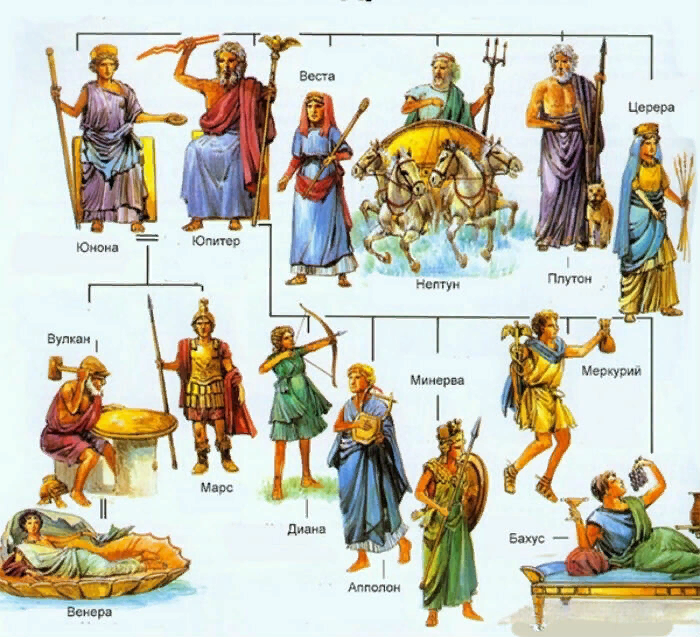 Веста
Церера
Юнона
Юпитер
Нептун
Плутон
Вулкан
Минерва
Меркурий
Марс
Диана
Апполон
Бахус
Венера